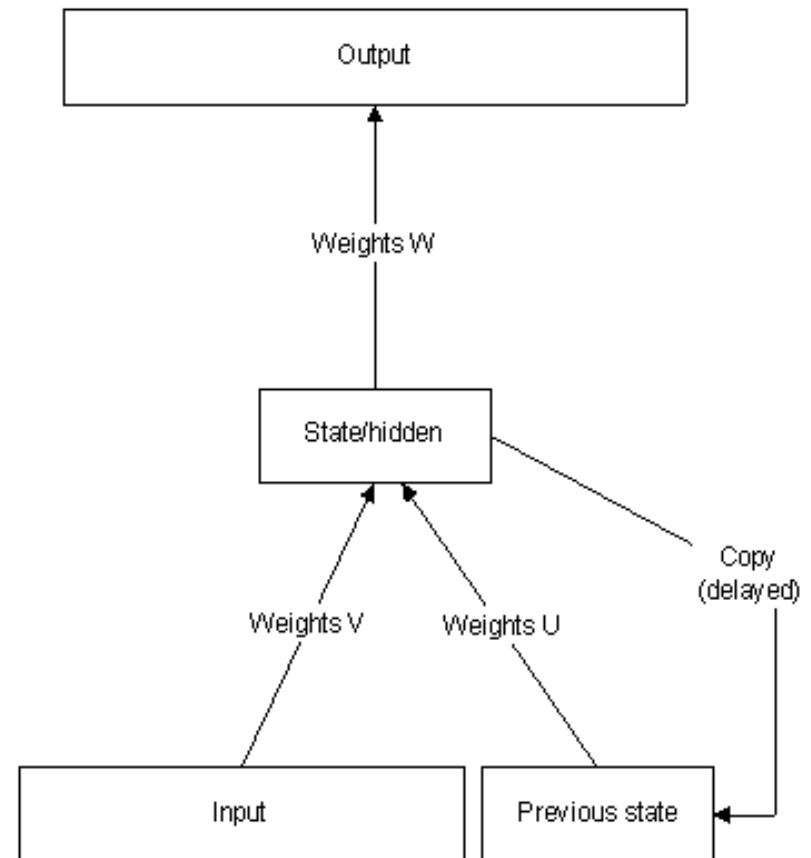 Output
Weights W
State/hidden
Copy
(delayed)
Weights V
Weights U
Input
Previous state